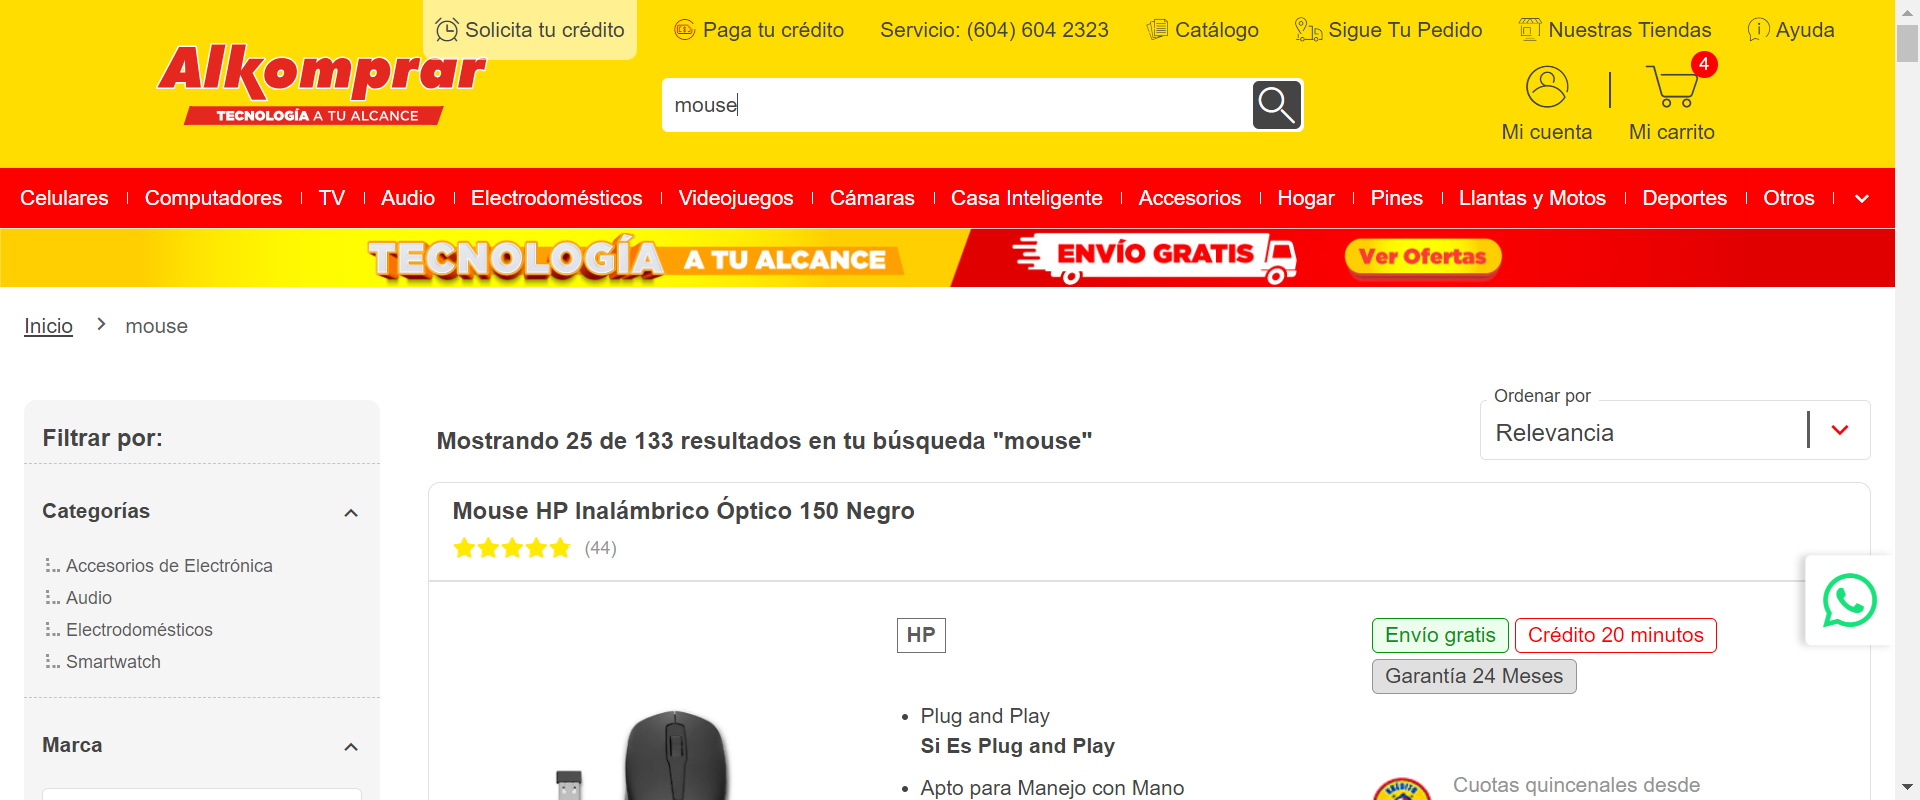 Solicita tu crédito
Paga tu crédito
Servicio: (604) 604 2323
Catálogo
Sigue Tu Pedido
Nuestras Tiendas
Ayuda
Alkomprar
TECNOLOGÍA A TU ALCANCE
mouse
4
Mi cuenta
Mi carrito
Celulares
Computadores
TV
Audio
Electrodomésticos
Videojuegos
Cámaras
Casa Inteligente
Accesorios
Hogar
Pines
Llantas y Motos
Deportes
Otros
TECNOLOGÍA A TU ALCANCE
ENVÍO GRATIS
Ver Ofertas
Inicio
mouse
Filtrar por:
Categorías
Accesorios de Electrónica
Audio
Electrodomésticos
Smartwatch
Marca
Mostrando 25 de 133 resultados en tu búsqueda "mouse"
Ordenar por
Relevancia
Mouse HP Inalámbrico Óptico 150 Negro
(44)
HP
Plug and Play
Si Es Plug and Play
Apto para Manejo con Mano
Envío gratis
Crédito 20 minutos
Garantía 24 Meses
CRÉDITO
Cuotas quincenales desde